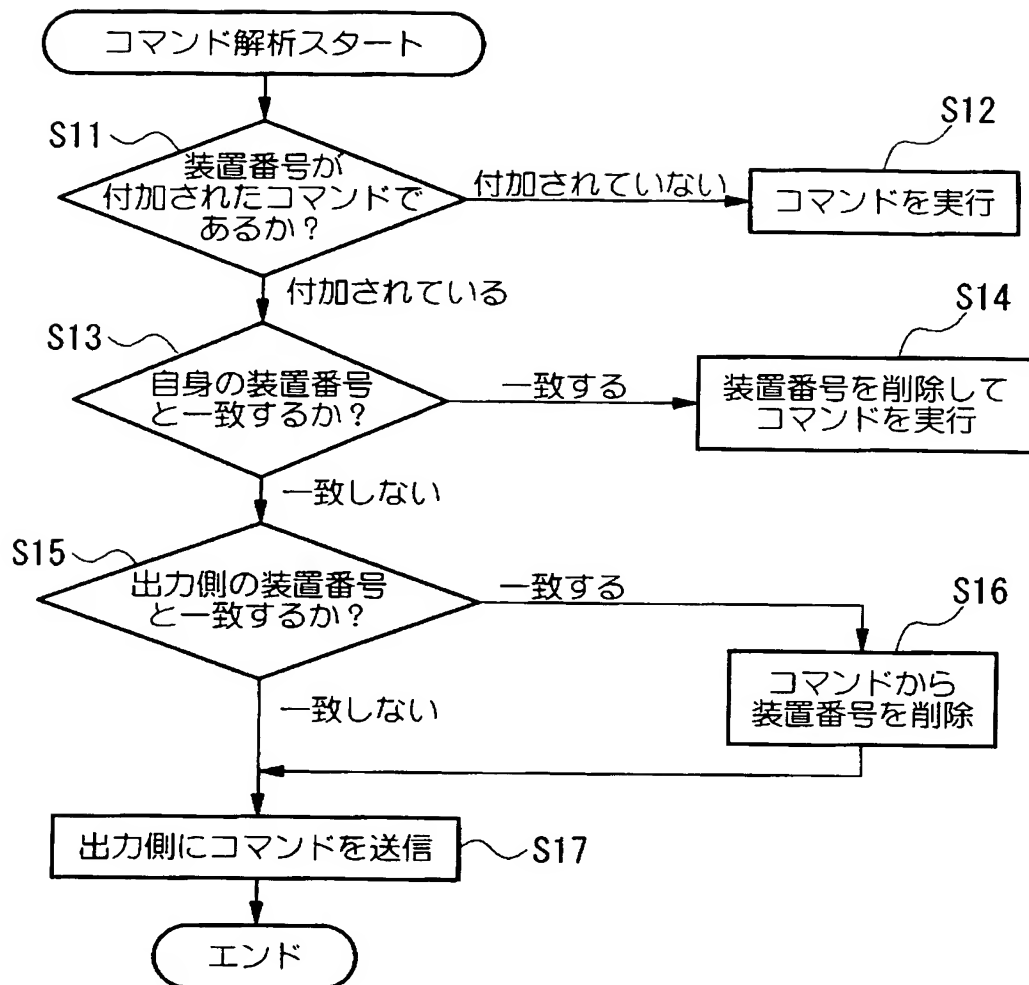 コマンド解析スタート
S11
装置番号が
付加されたコマンドで
あるか？
付加されていない
S12
コマンドを実行
付加されている
S13
自身の装置番号
と一致するか？
一致する
S14
装置番号を削除して
コマンドを実行
一致しない
S15
出力側の装置番号
と一致するか？
一致する
S16
コマンドから
装置番号を削除
一致しない
出力側にコマンドを送信
S17
エンド